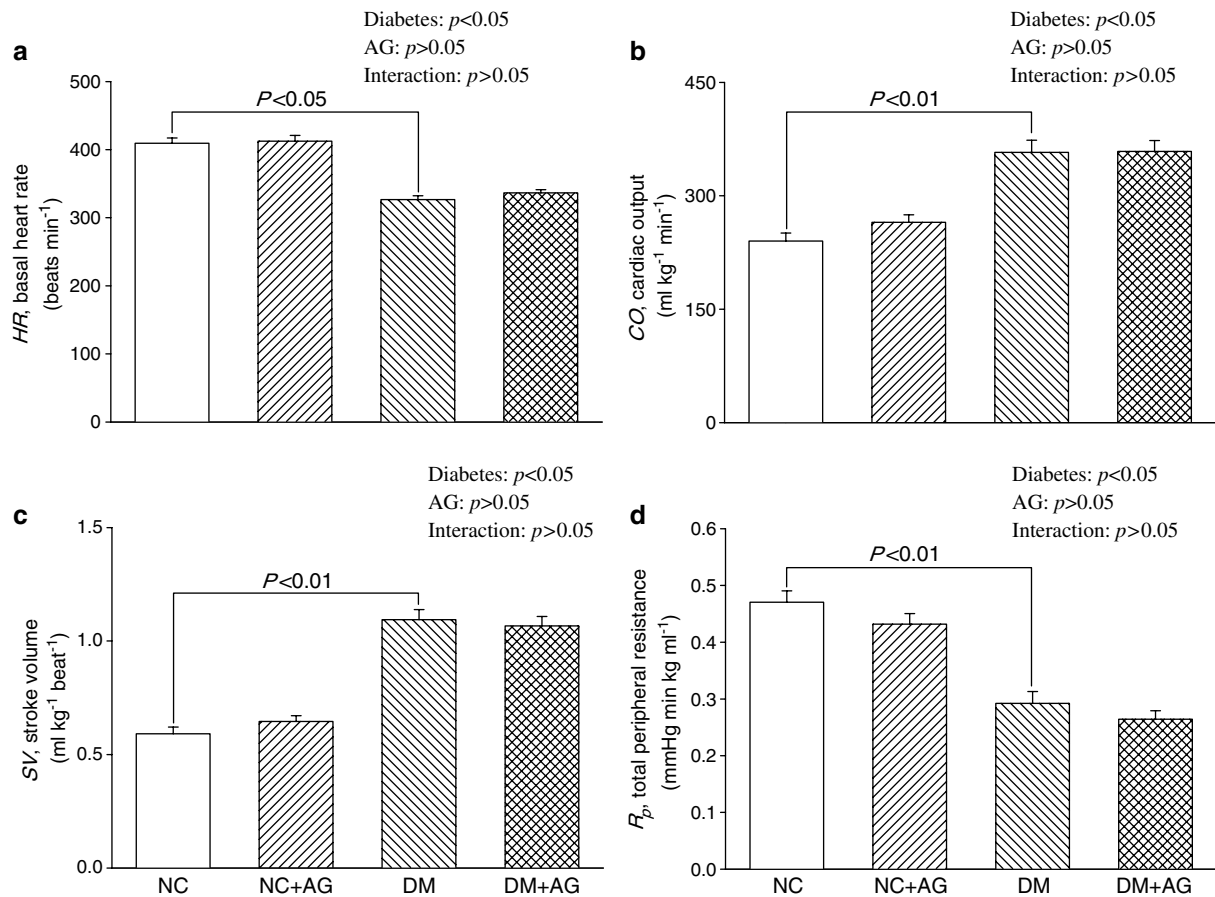 Diabetes: p<0.05
AG: p>0.05
Interaction: p>0.05
a
HR, basal heart rate
(beats min⁻¹)
500
400
300
200
100
0
P<0.05
Diabetes: p<0.05
AG: p>0.05
Interaction: p>0.05
b
CO, cardiac output
(ml kg⁻¹ min⁻¹)
450
300
150
0
P<0.01
Diabetes: p<0.05
AG: p>0.05
Interaction: p>0.05
c
SV, stroke volume
(ml kg⁻¹ beat⁻¹)
1.5
1.0
0.5
0.0
P<0.01
NC NC+AG DM DM+AG
Diabetes: p<0.05
AG: p>0.05
Interaction: p>0.05
d
Rp, total peripheral resistance
(mmHg min kg ml⁻¹)
0.6
0.5
0.4
0.3
0.2
0.1
0.0
P<0.01
NC NC+AG DM DM+AG